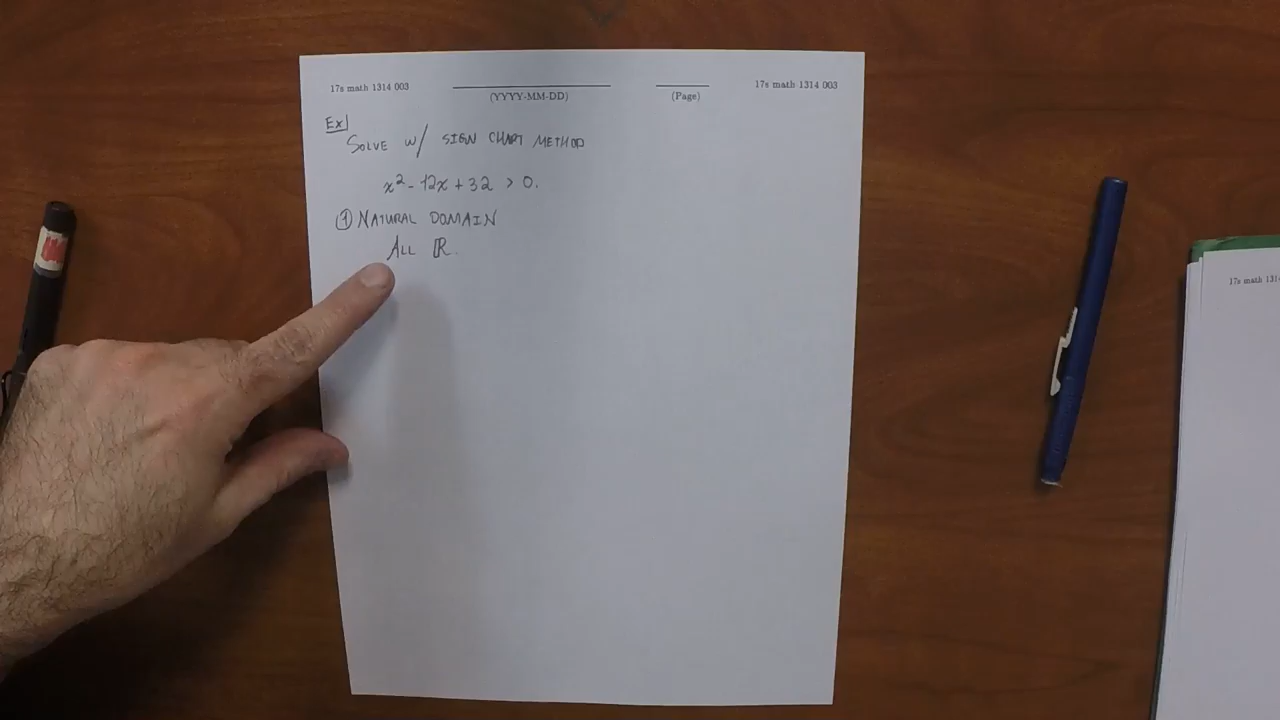 17s math 1314 003 (YYYY-MM-DD) (Page) 17s math 1314 003
Ex1
SOLVE W/ SIGN CHART METHOD
x² - 12x + 32 > 0.
① NATURAL DOMAIN
ALL ℝ.
17s math 131